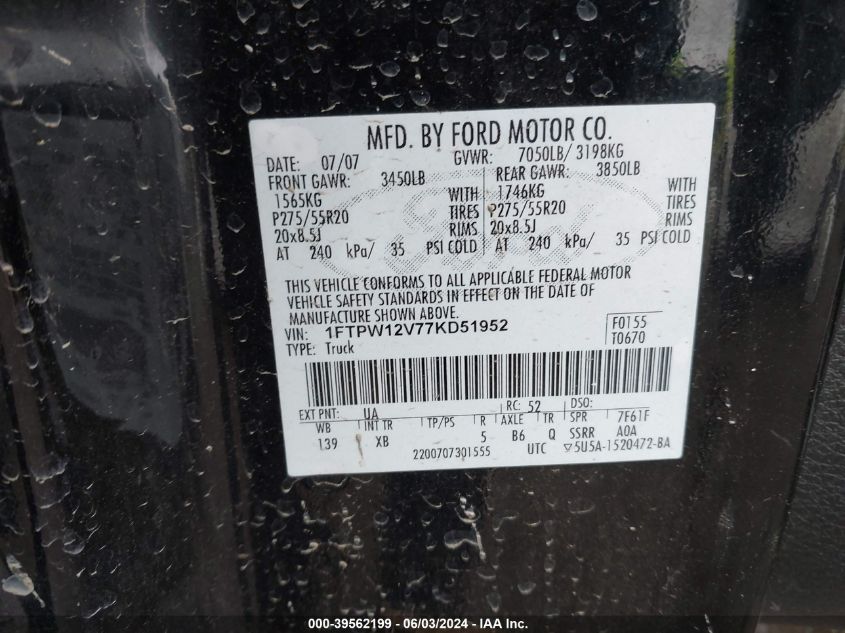 MFD. BY FORD MOTOR CO.
DATE: 07/07 GVWR: 7050LB/ 3198KG
FRONT GAWR: 3450LB REAR GAWR: 3850LB
1565KG WITH 1746KG WITH
P275/55R20 TIRES P275/55R20 TIRES
20x8.5J RIMS 20x8.5J RIMS
AT 240 kPa/ 35 PSI COLD AT 240 kPa/ 35 PSI COLD
THIS VEHICLE CONFORMS TO ALL APPLICABLE FEDERAL MOTOR
VEHICLE SAFETY STANDARDS IN EFFECT ON THE DATE OF
MANUFACTURE SHOWN ABOVE.
VIN: 1FTPW12V77KD51952 F0155
TYPE: Truck T0670
EXT PNT: UA RC: 52 DSO:
WB INT TR TP/PS R AXLE TR SPR 7F61F
139 XB 5 B6 Q SSRR AOA
2200707301555 UTC ▽5U5A-1520472-BA
000-39562199 - 06/03/2024 - IAA Inc.